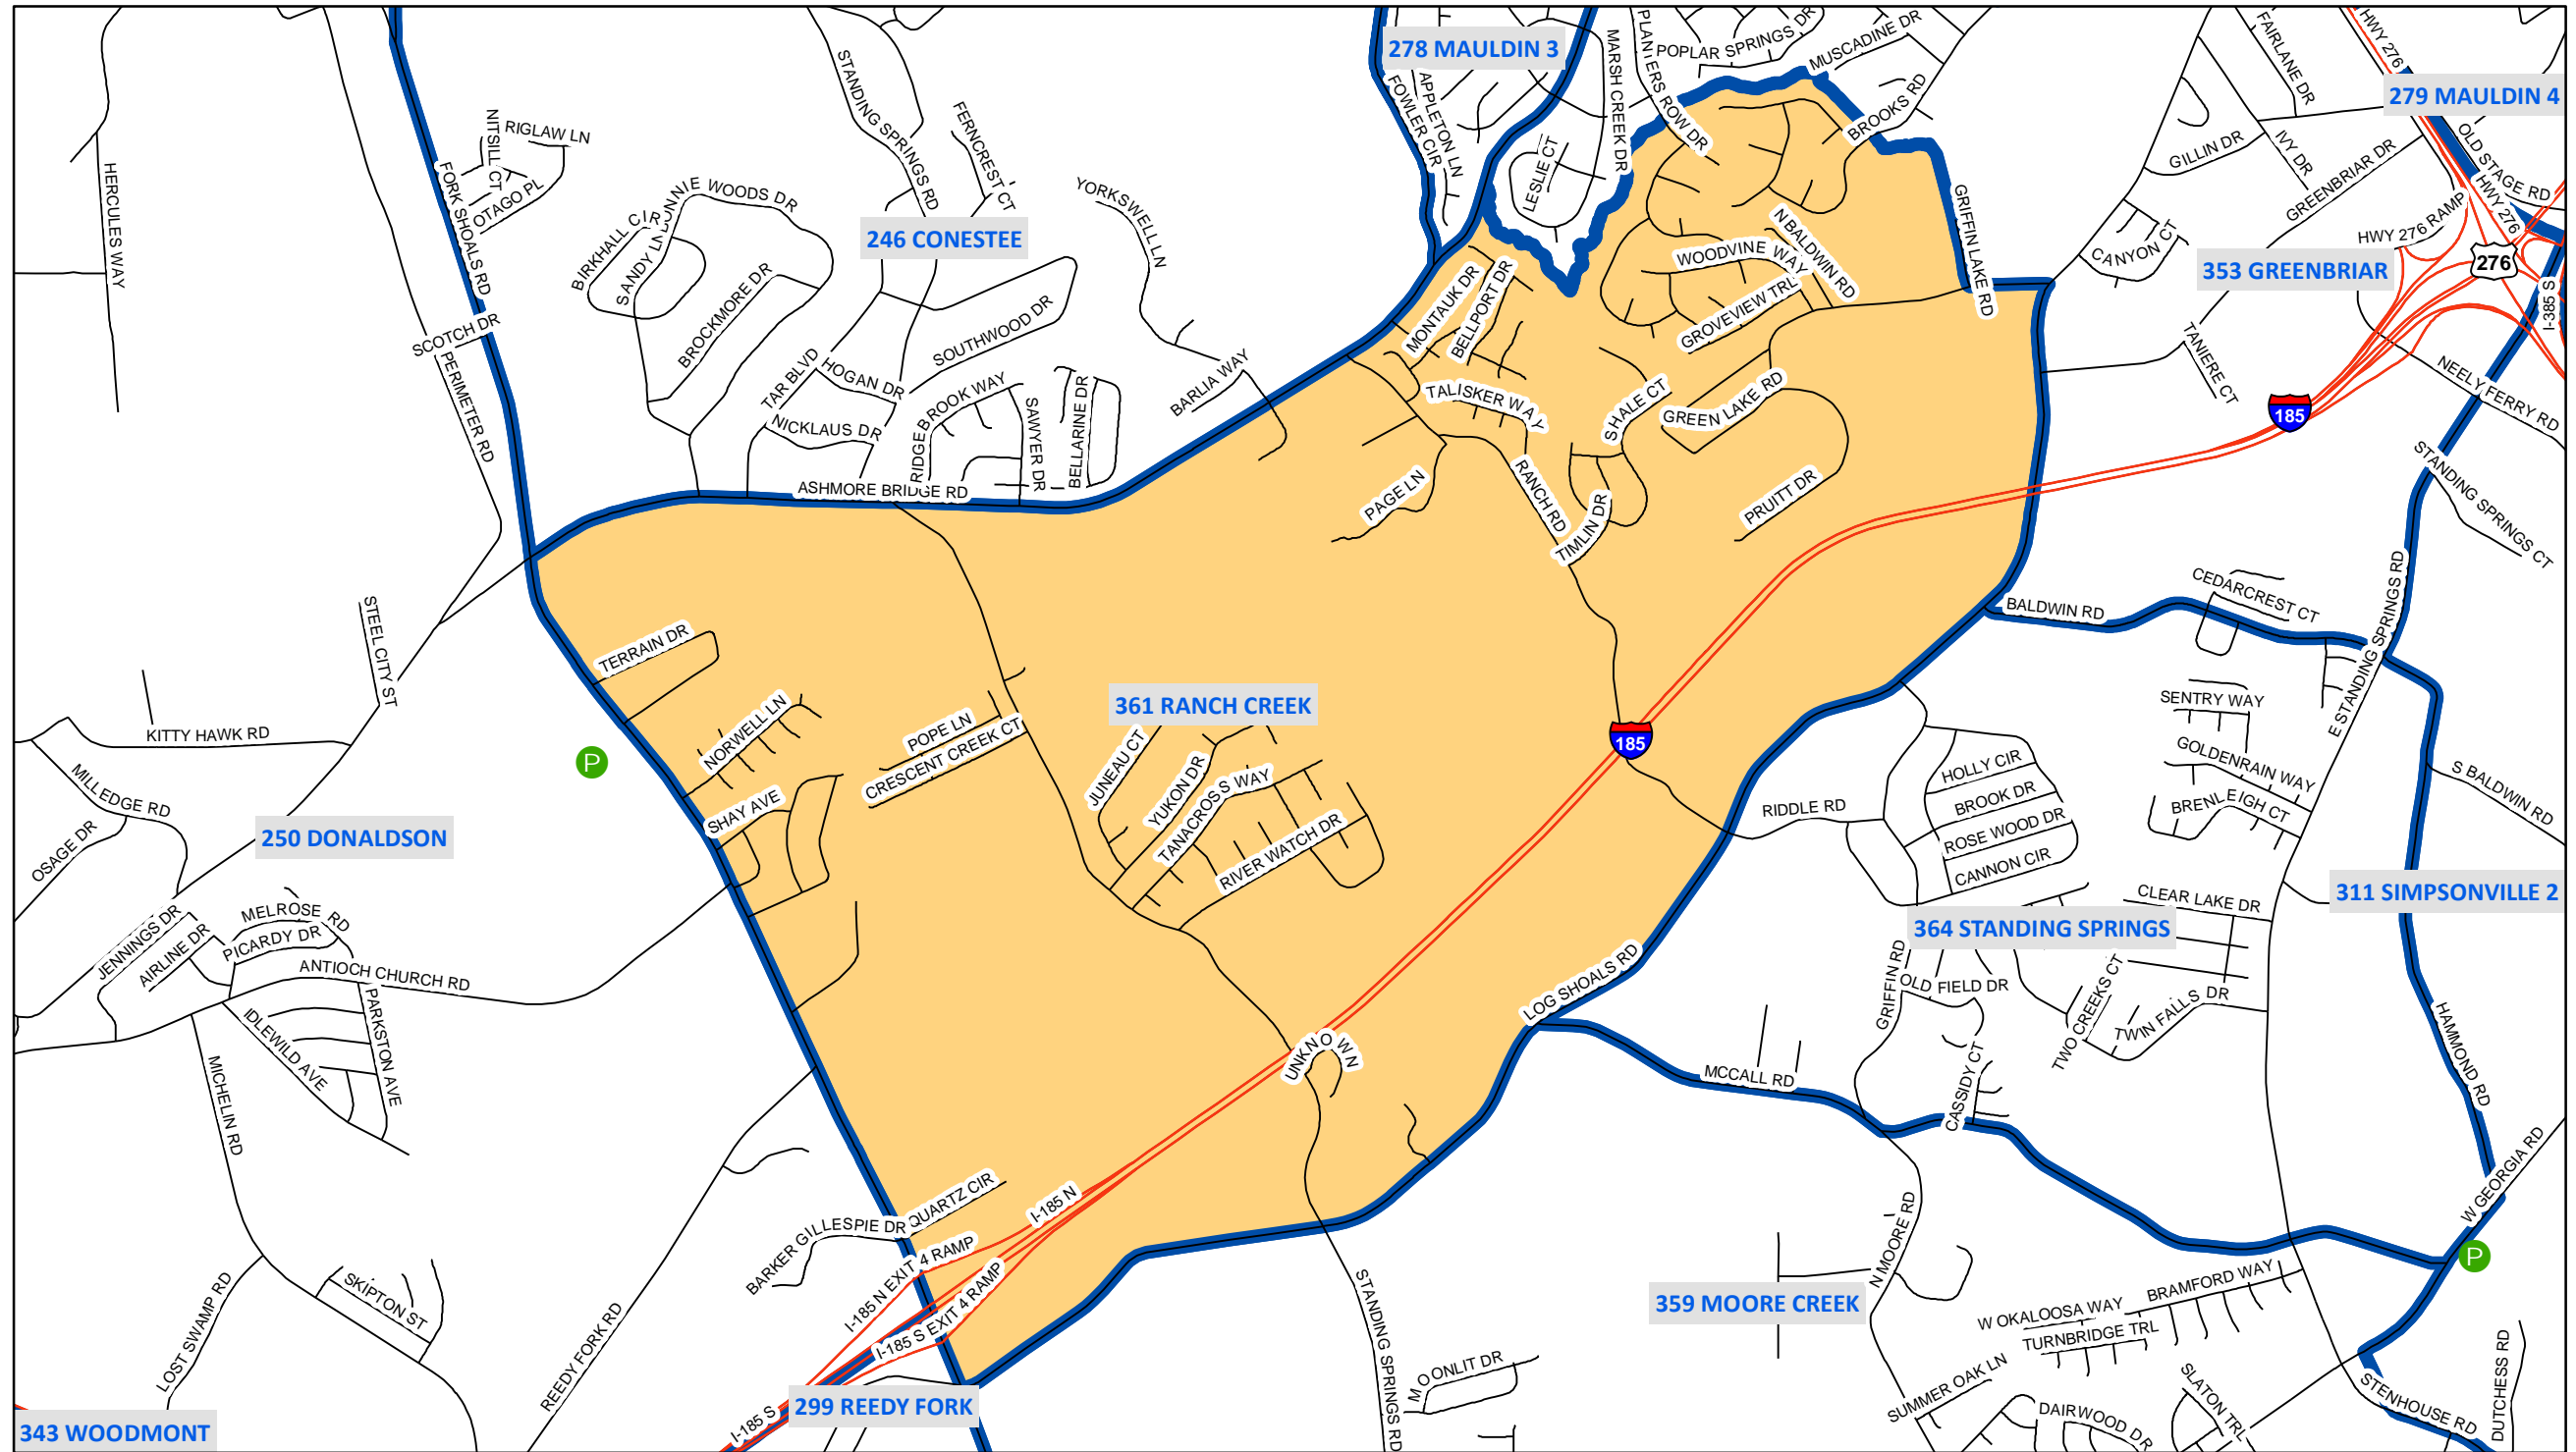 278 MAULDIN 3
POPLAR SPRINGS DR
MUSCADINE DR
HWY 276
FAIRLANE DR
279 MAULDIN 4
STANDING SPRINGS RD
FERNCREST CT
FOWLER CIR
APPLETON LN
MARSH CREEK DR
PLANTERS ROW DR
BROOKS RD
OLD STAGE RD
NITSILL CT
RIGLAW LN
OTAGO PL
HERCULES WAY
FORK SHOALS RD
LESLIE CT
GILLIN DR
IVY DR
GREENBRIAR DR
HWY 276
HWY 276 RAMP
276
BIRKHALL CIR
SANDY LN
BONNIE WOODS DR
YORKSWELL LN
246 CONESTEE
GRIFFIN LAKE RD
N BALDWIN RD
WOODVINE WAY
GROVEVIEW TRL
CANYON CT
353 GREENBRIAR
I-385 S
BROCKMORE DR
SOUTHWOOD DR
MONTAUK DR
BELLPORT DR
SCOTCH DR
PERIMETER RD
TAR BLVD
HOGAN DR
NICKLAUS DR
RIDGEBROOK WAY
SAWYER DR
BELLARINE DR
BARLIA WAY
TALISKER WAY
SHALE CT
GREEN LAKE RD
TANIERE CT
185
NEELY FERRY RD
STANDING SPRINGS CT
ASHMORE BRIDGE RD
PAGE LN
RANCH RD
TIMLIN DR
PRUITT DR
STEEL CITY ST
TERRAIN DR
BALDWIN RD
CEDARCREST CT
E STANDING SPRINGS RD
KITTY HAWK RD
NORWELL LN
POPE LN
CRESCENT CREEK CT
361 RANCH CREEK
185
SENTRY WAY
GOLDENRAIN WAY
BRENLEIGH CT
S BALDWIN RD
P
MILLEDGE RD
OSAGE DR
250 DONALDSON
SHAY AVE
JUNEAU CT
YUKON DR
TANACROSS WAY
RIVER WATCH DR
RIDDLE RD
HOLLY CIR
BROOK DR
ROSE WOOD DR
CANNON CIR
CLEAR LAKE DR
311 SIMPSONVILLE 2
364 STANDING SPRINGS
JENNINGS DR
AIRLINE DR
MELROSE RD
PICARDY DR
ANTIOCH CHURCH RD
PARKSTON AVE
IDLEWILD AVE
MICHELIN RD
LOG SHOALS RD
GRIFFIN RD
OLD FIELD DR
TWO CREEKS CT
TWIN FALLS DR
HAMMOND RD
UNKNOWN
MCCALL RD
CASSIDY CT
W GEORGIA RD
P
QUARTZ CIR
BARKER GILLESPIE DR
I-185 N
I-185 N EXIT 4 RAMP
I-185 S EXIT 4 RAMP
I-185 S
LOST SWAMP RD
SKIPTON ST
REEDY FORK RD
STANDING SPRINGS RD
MOONLIT DR
359 MOORE CREEK
N MOORE RD
W OKALOOSA WAY
BRAMFORD WAY
TURNBRIDGE TRL
SUMMER OAK LN
DAIRWOOD DR
SLATON TRL
STENHOUSE RD
DUTCHESS RD
343 WOODMONT
299 REEDY FORK